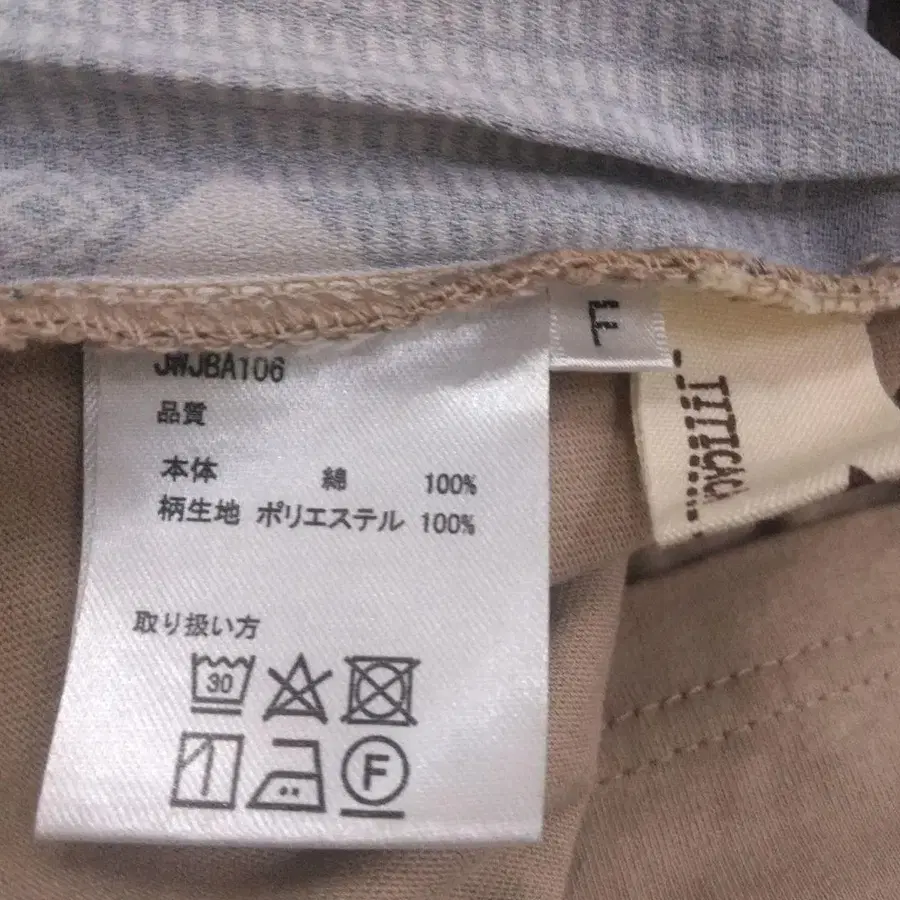 JWJBA106
品質
本体 綿 100%
柄生地 ポリエステル 100%
取り扱い方
30
F
F
TITICACA